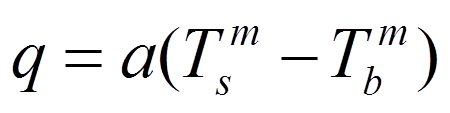 q = a(T_s^m − T_b^m)